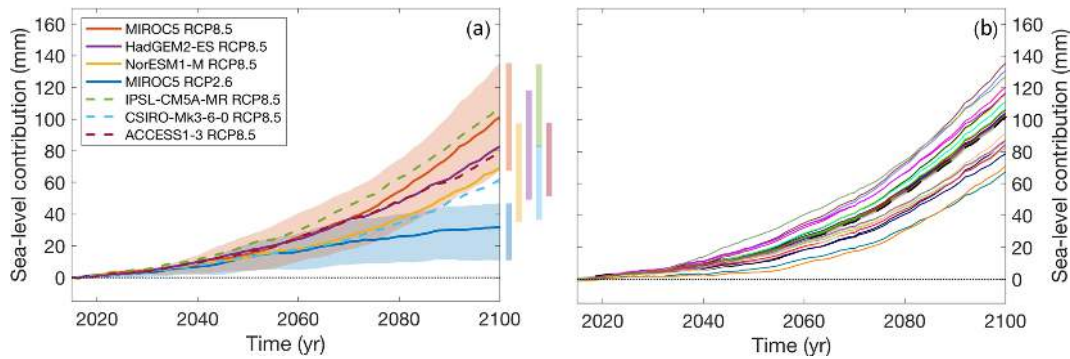 160
140
120
100
80
60
40
20
0
Sea-level contribution (mm)
(a)
MIROC5 RCP8.5
HadGEM2-ES RCP8.5
NorESM1-M RCP8.5
MIROC5 RCP2.6
IPSL-CM5A-MR RCP8.5
CSIRO-Mk3-6-0 RCP8.5
ACCESS1-3 RCP8.5
2020 2040 2060 2080 2100
Time (yr)
(b)
160
140
120
100
80
60
40
20
0
Sea-level contribution (mm)
2020 2040 2060 2080 2100
Time (yr)